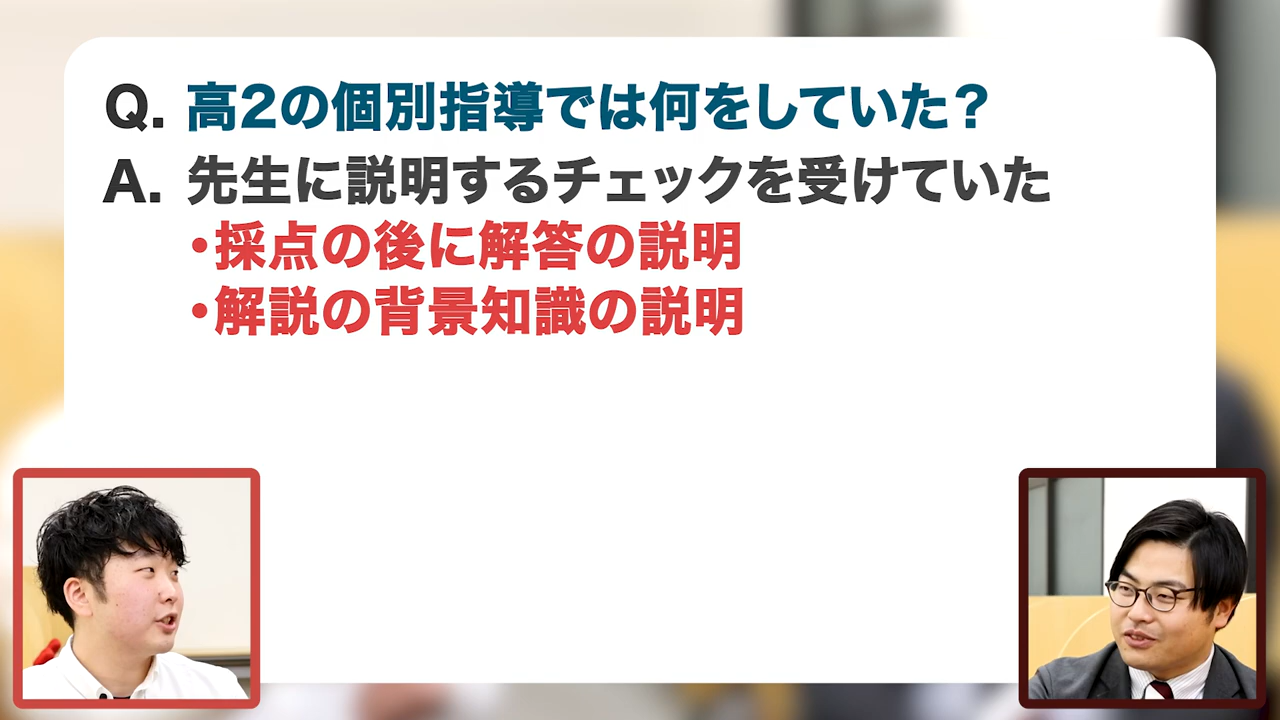 Q. 高2の個別指導では何をしていた？
A. 先生に説明するチェックを受けていた
・採点の後に解答の説明
・解説の背景知識の説明